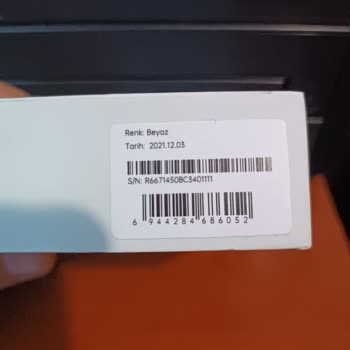 Renk: Beyaz
Tarih: 2021.12.03
S/N: R6671450BC3401111
6 944284 686052